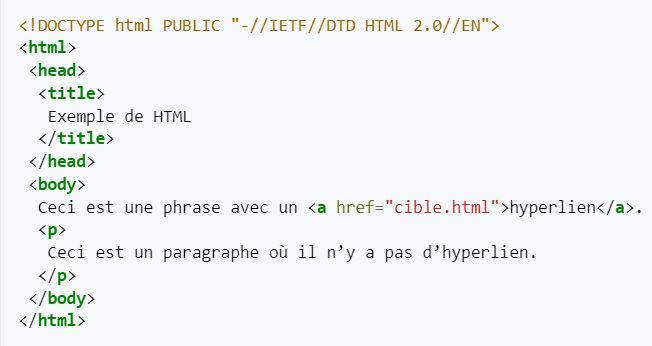 <!DOCTYPE html PUBLIC "-//IETF//DTD HTML 2.0//EN">
<html>
 <head>
  <title>
   Exemple de HTML
  </title>
 </head>
 <body>
  Ceci est une phrase avec un <a href="cible.html">hyperlien</a>.
  <p>
   Ceci est un paragraphe où il n’y a pas d’hyperlien.
  </p>
 </body>
</html>